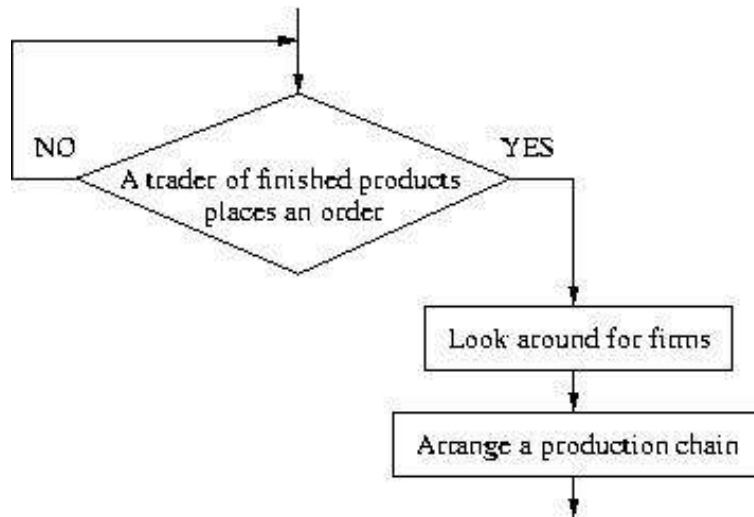 NO
YES
A trader of finished products
places an order
Look around for firms
Arrange a production chain